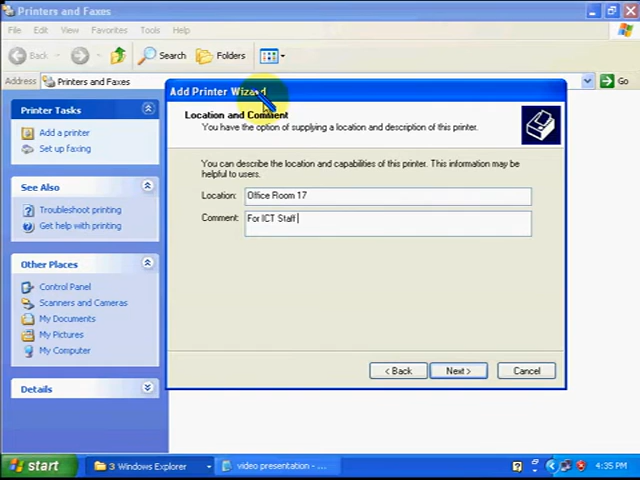 Printers and Faxes
File Edit View Favorites Tools Help
Back Search Folders
Address Printers and Faxes Go
Printer Tasks
Add a printer
Set up faxing
See Also
Troubleshoot printing
Get help with printing
Other Places
Control Panel
Scanners and Cameras
My Documents
My Pictures
My Computer
Details
Add Printer Wizard
Location and Comment
You have the option of supplying a location and description of this printer.
You can describe the location and capabilities of this printer. This information may be
helpful to users.
Location: Office Room 17
Comment: For ICT Staff
< Back Next > Cancel
start 3 Windows Explorer video presentation - ... 4:35 PM